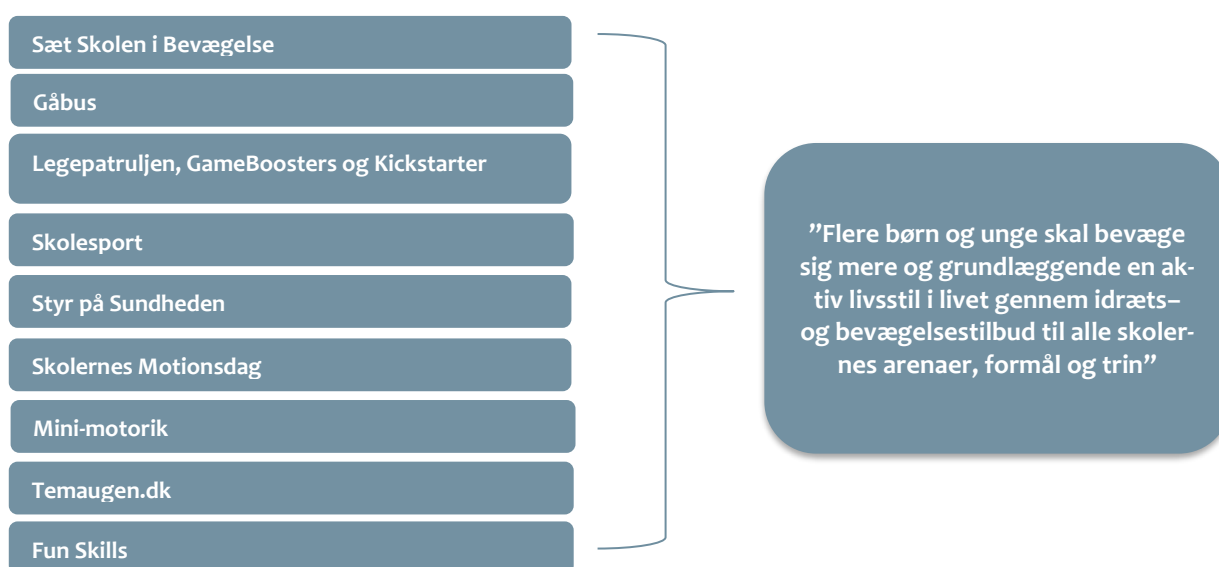 Sæt Skolen i Bevægelse
Gåbus
Legepatruljen, GameBoosters og Kickstarter
Skolesport
Styr på Sundheden
Skolernes Motionsdag
Mini-motorik
Temaugen.dk
Fun Skills
”Flere børn og unge skal bevæge
sig mere og grundlæggende en ak-
tiv livsstil i livet gennem idræts–
og bevægelsestilbud til alle skoler-
nes arenaer, formål og trin”